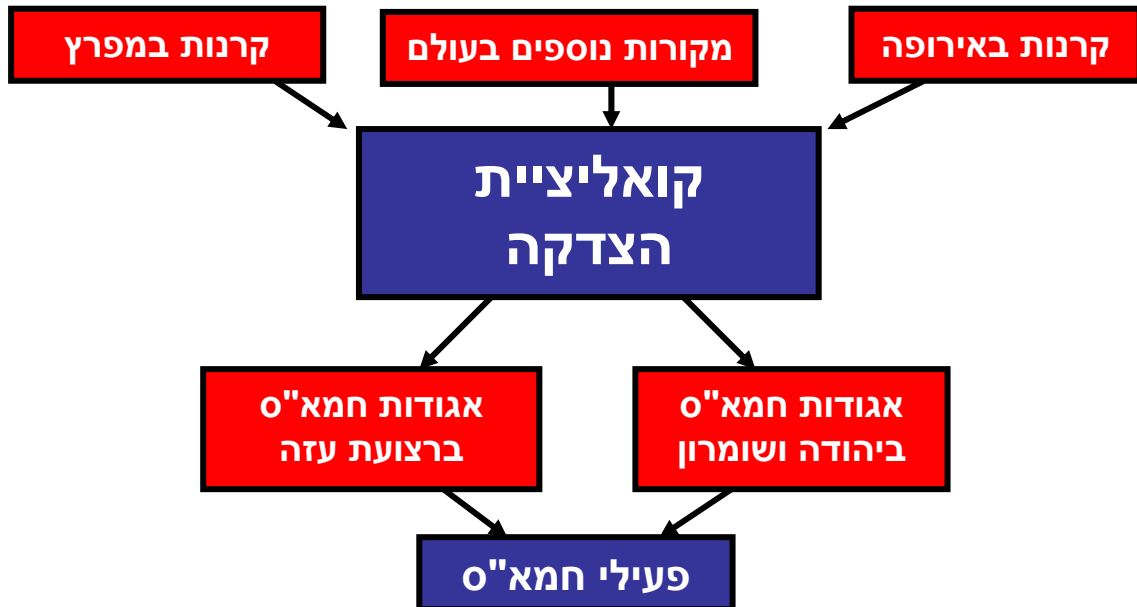 קרנות באירופה
מקורות נוספים בעולם
קרנות במפרץ
קואליציית
הצדקה
אגודות חמא"ס
ביהודה ושומרון
אגודות חמא"ס
ברצועת עזה
פעילי חמא"ס